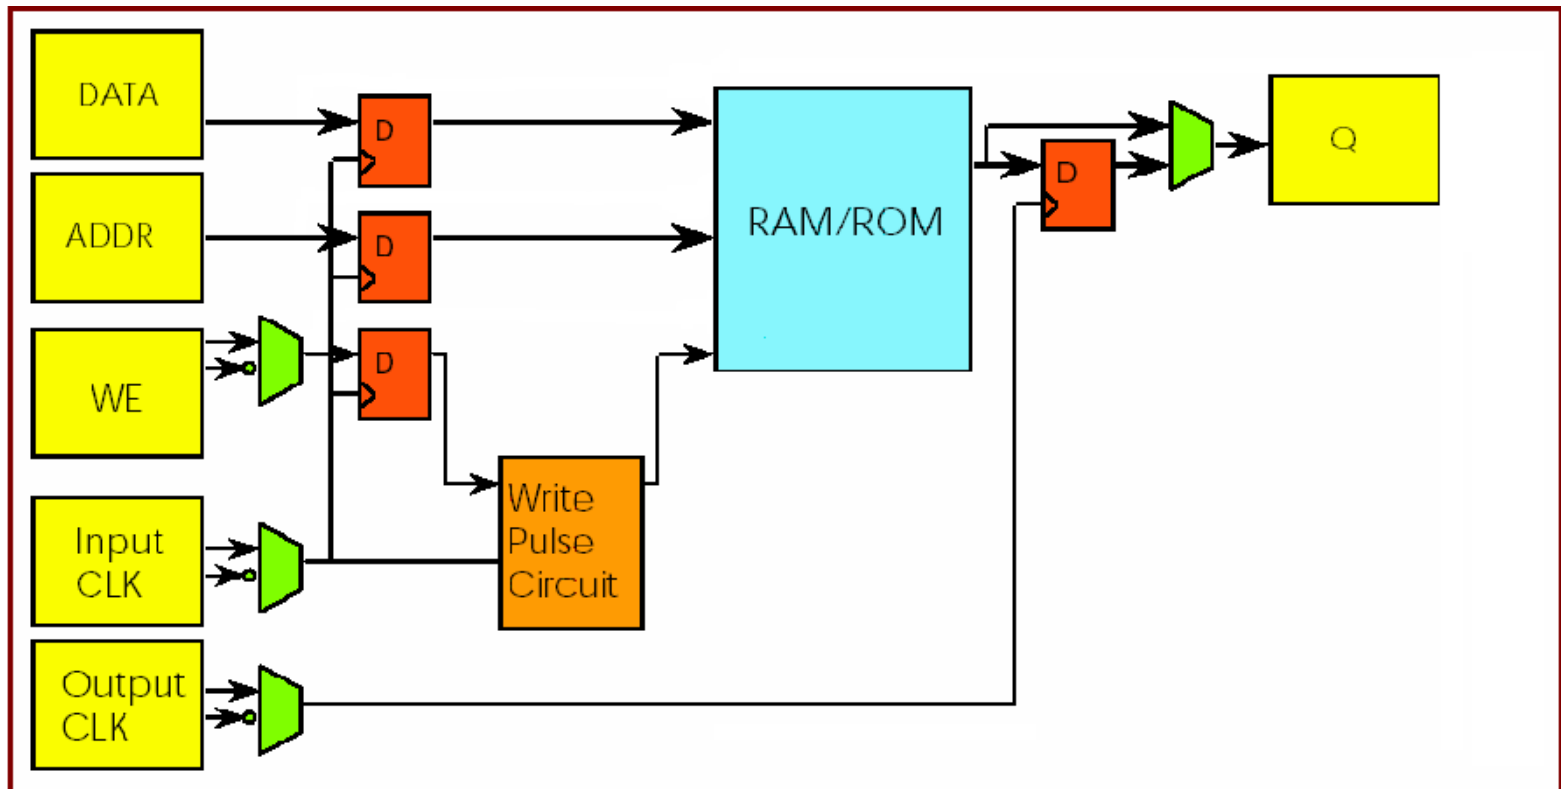 DATA
D
Q
ADDR
D
RAM/ROM
D
WE
D
Write
Pulse
Circuit
Input
CLK
Output
CLK